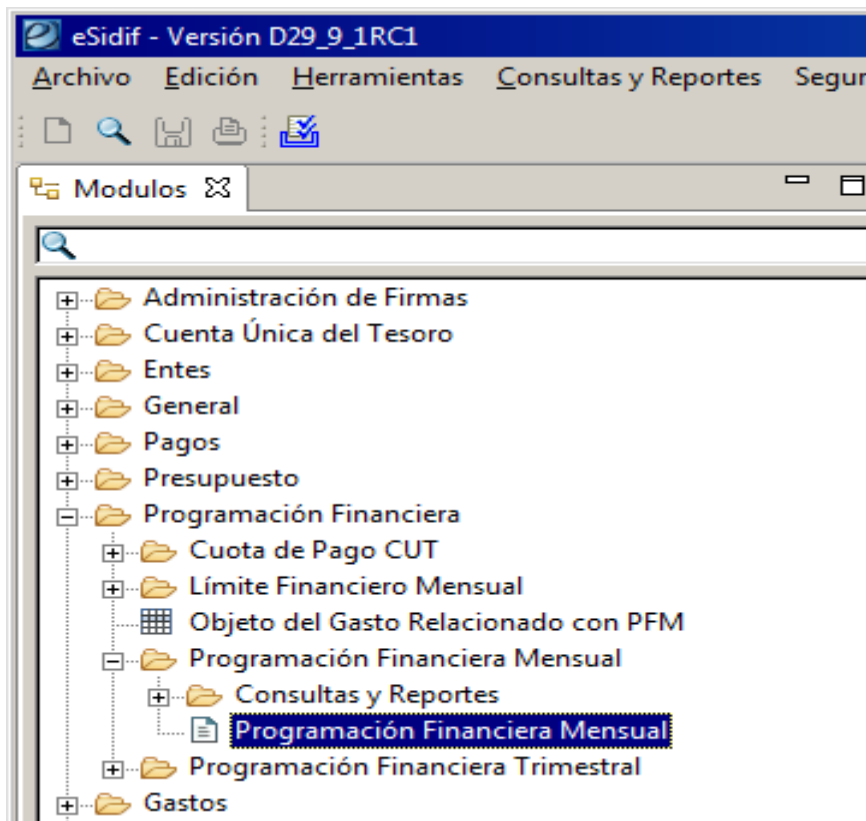 eSidif - Versión D29_9_1RC1
Archivo Edición Herramientas Consultas y Reportes Segur
Modulos
Administración de Firmas
Cuenta Única del Tesoro
Entes
General
Pagos
Presupuesto
Programación Financiera
Cuota de Pago CUT
Límite Financiero Mensual
Objeto del Gasto Relacionado con PFM
Programación Financiera Mensual
Consultas y Reportes
Programación Financiera Mensual
Programación Financiera Trimestral
Gastos